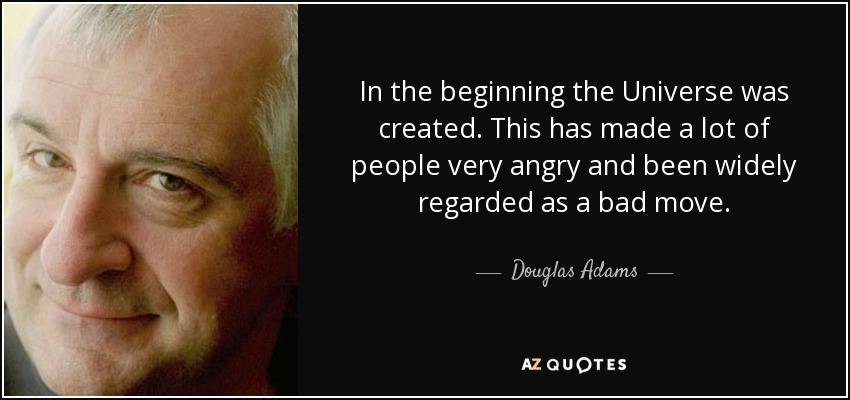 In the beginning the Universe was
created. This has made a lot of
people very angry and been widely
regarded as a bad move.
Douglas Adams
AZ QUOTES